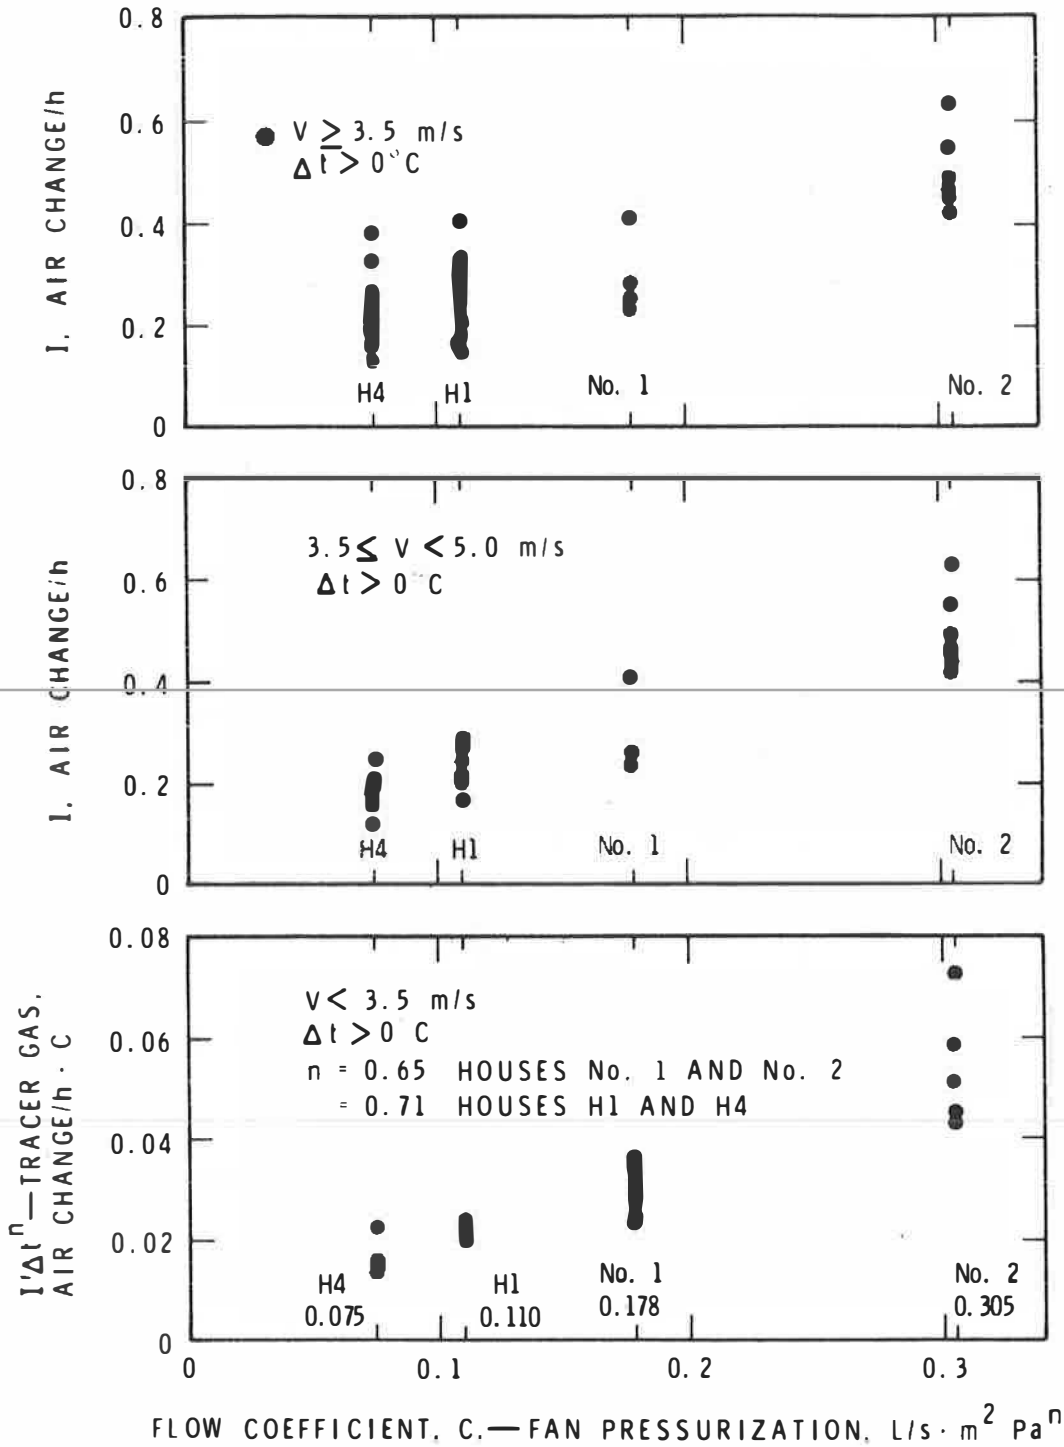 0.8
I, AIR CHANGE/h
0.6
V ≥ 3.5 m/s
Δt > 0°C
0.4
0.2
H4 H1 No. 1 No. 2
0
0.8
I, AIR CHANGE/h
3.5 ≤ V < 5.0 m/s
Δt > 0°C
0.6
0.4
0.2
H4 H1 No. 1 No. 2
0
0.08
I'Δt^n—TRACER GAS,
AIR CHANGE/h · C
V < 3.5 m/s
Δt > 0 C
0.06
n = 0.65 HOUSES No. 1 AND No. 2
= 0.71 HOUSES H1 AND H4
0.04
0.02
H4 H1 No. 1 No. 2
0.075 0.110 0.178 0.305
0
0 0.1 0.2 0.3
FLOW COEFFICIENT, C,—FAN PRESSURIZATION, L/s · m² Pa^n